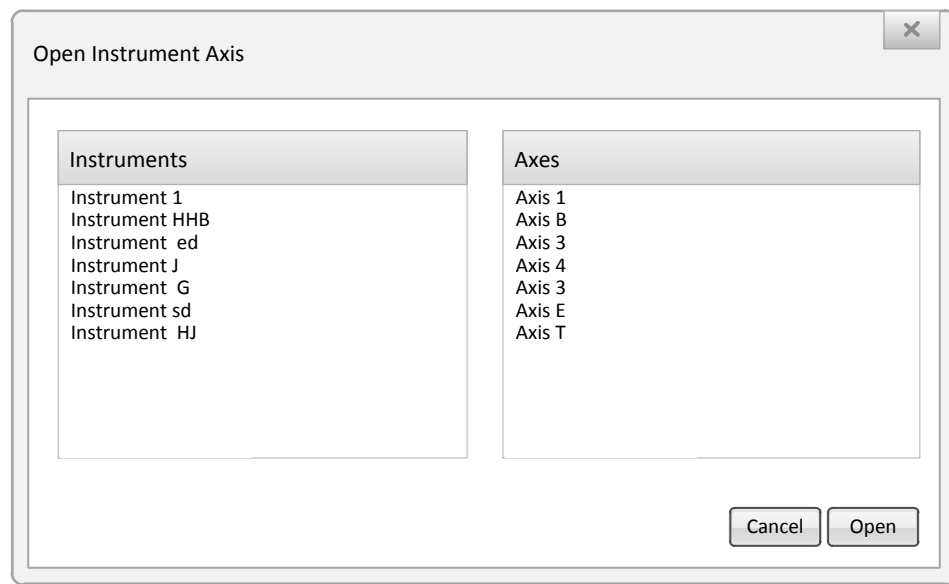 Open Instrument Axis
Instruments
Instrument 1
Instrument HHB
Instrument  ed
Instrument J
Instrument  G
Instrument sd
Instrument  HJ
Axes
Axis 1
Axis B
Axis 3
Axis 4
Axis 3
Axis E
Axis T
Cancel
Open